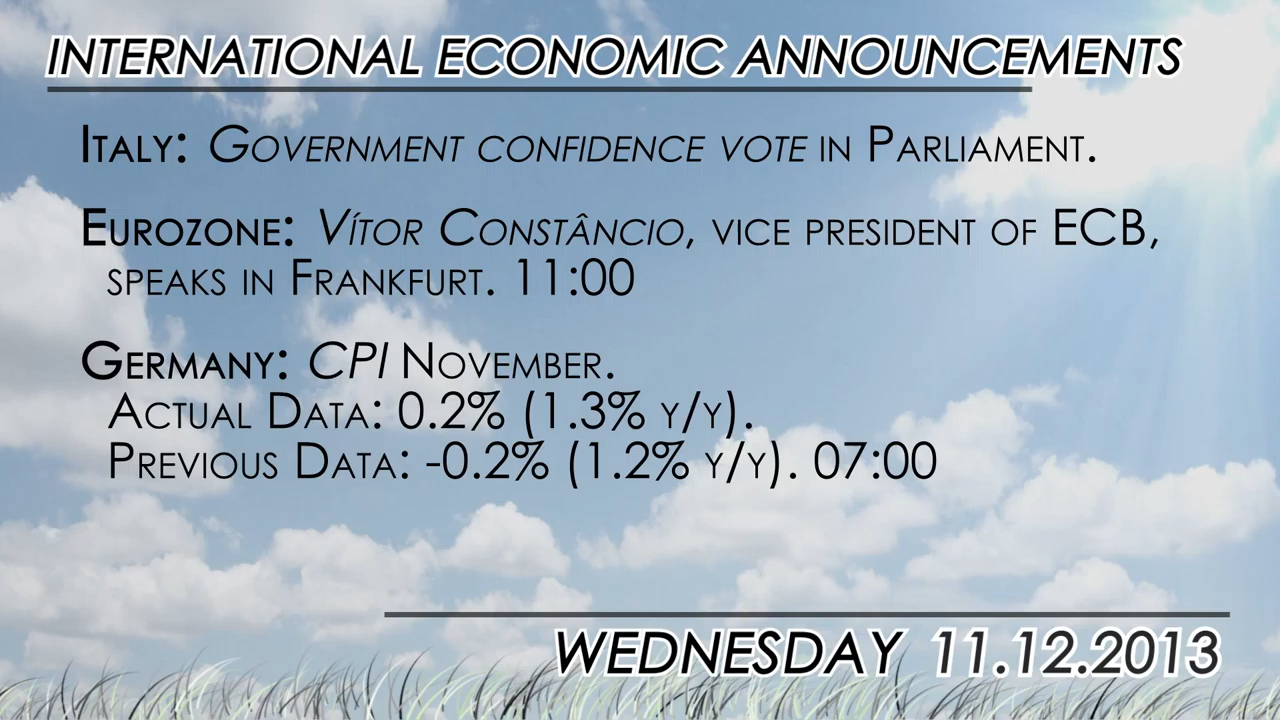 INTERNATIONAL ECONOMIC ANNOUNCEMENTS
Italy: Government confidence vote in Parliament.
Eurozone: Vítor Constâncio, vice president of ECB,
speaks in Frankfurt. 11:00
Germany: CPI November.
Actual Data: 0.2% (1.3% y/y).
Previous Data: -0.2% (1.2% y/y). 07:00
WEDNESDAY 11.12.2013